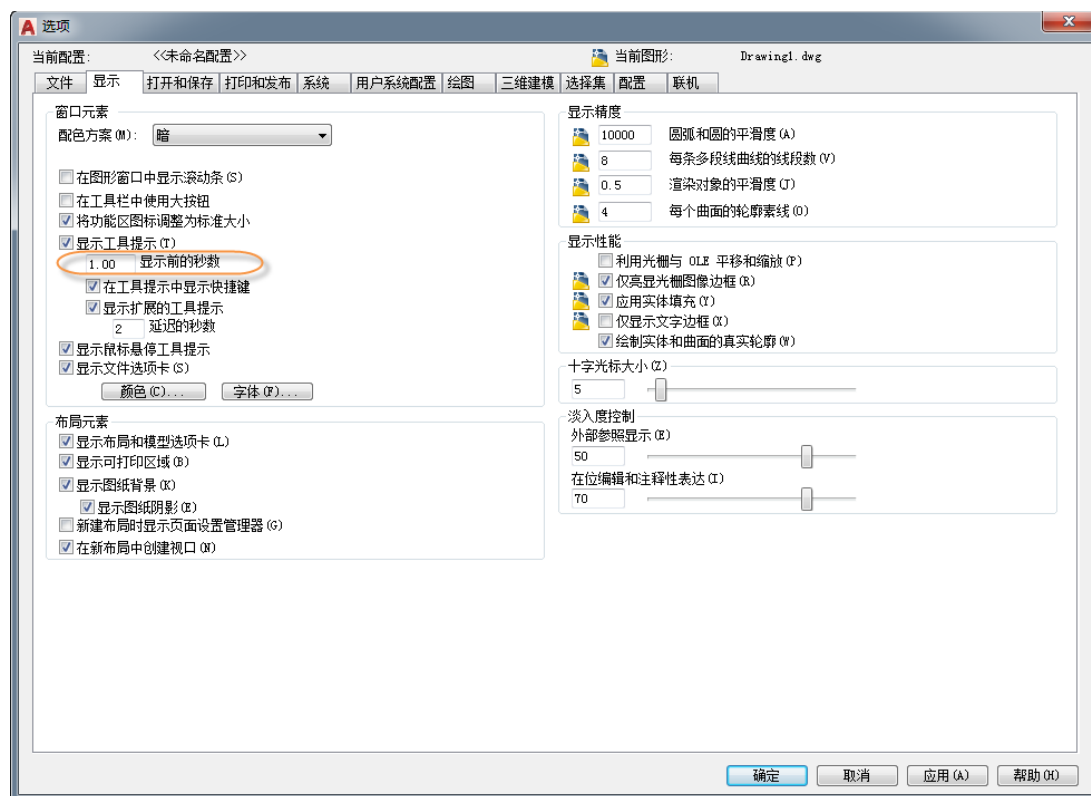 选项
当前配置: <<未命名配置>> 当前图形: Drawing1.dwg
文件 显示 打开和保存 打印和发布 系统 用户系统配置 绘图 三维建模 选择集 配置 联机
窗口元素
配色方案(M): 暗
在图形窗口中显示滚动条(S)
在工具栏中使用大按钮
将功能区图标调整为标准大小
显示工具提示(T)
1.00 显示前的秒数
在工具提示中显示快捷键
显示扩展的工具提示
2 延迟的秒数
显示鼠标悬停工具提示
显示文件选项卡(S)
颜色(C)... 字体(F)...
布局元素
显示布局和模型选项卡(L)
显示可打印区域(B)
显示图纸背景(K)
显示图纸阴影(E)
新建布局时显示页面设置管理器(G)
在新布局中创建视口(N)
显示精度
10000 圆弧和圆的平滑度(A)
8 每条多段线曲线的线段数(V)
0.5 渲染对象的平滑度(J)
4 每个曲面的轮廓素线(O)
显示性能
利用光栅与 OLE 平移和缩放(P)
仅亮显光栅图像边框(R)
应用实体填充(Y)
仅显示文字边框(X)
绘制实体和曲面的真实轮廓(W)
十字光标大小(Z)
5
淡入度控制
外部参照显示(E)
50
在位编辑和注释性表达(I)
70
确定 取消 应用(A) 帮助(H)